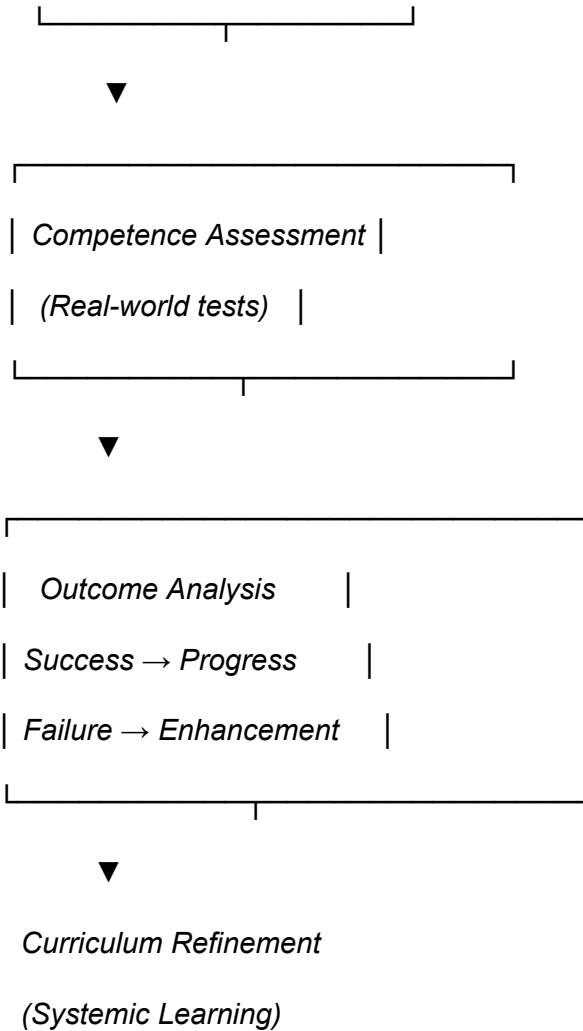 Competence Assessment
(Real-world tests)
Outcome Analysis
Success → Progress
Failure → Enhancement
Curriculum Refinement
(Systemic Learning)